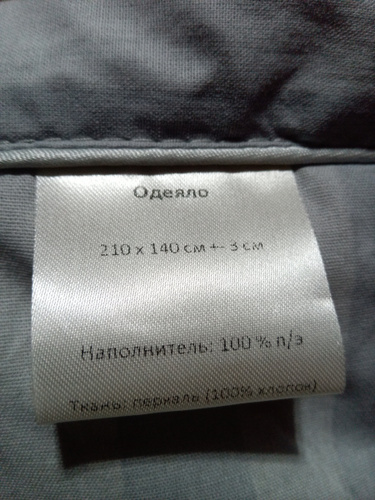 Одеяло
210 х 140 см +- 3 см
Наполнитель: 100 % п/э
Ткань: перкаль (100% хлопок)